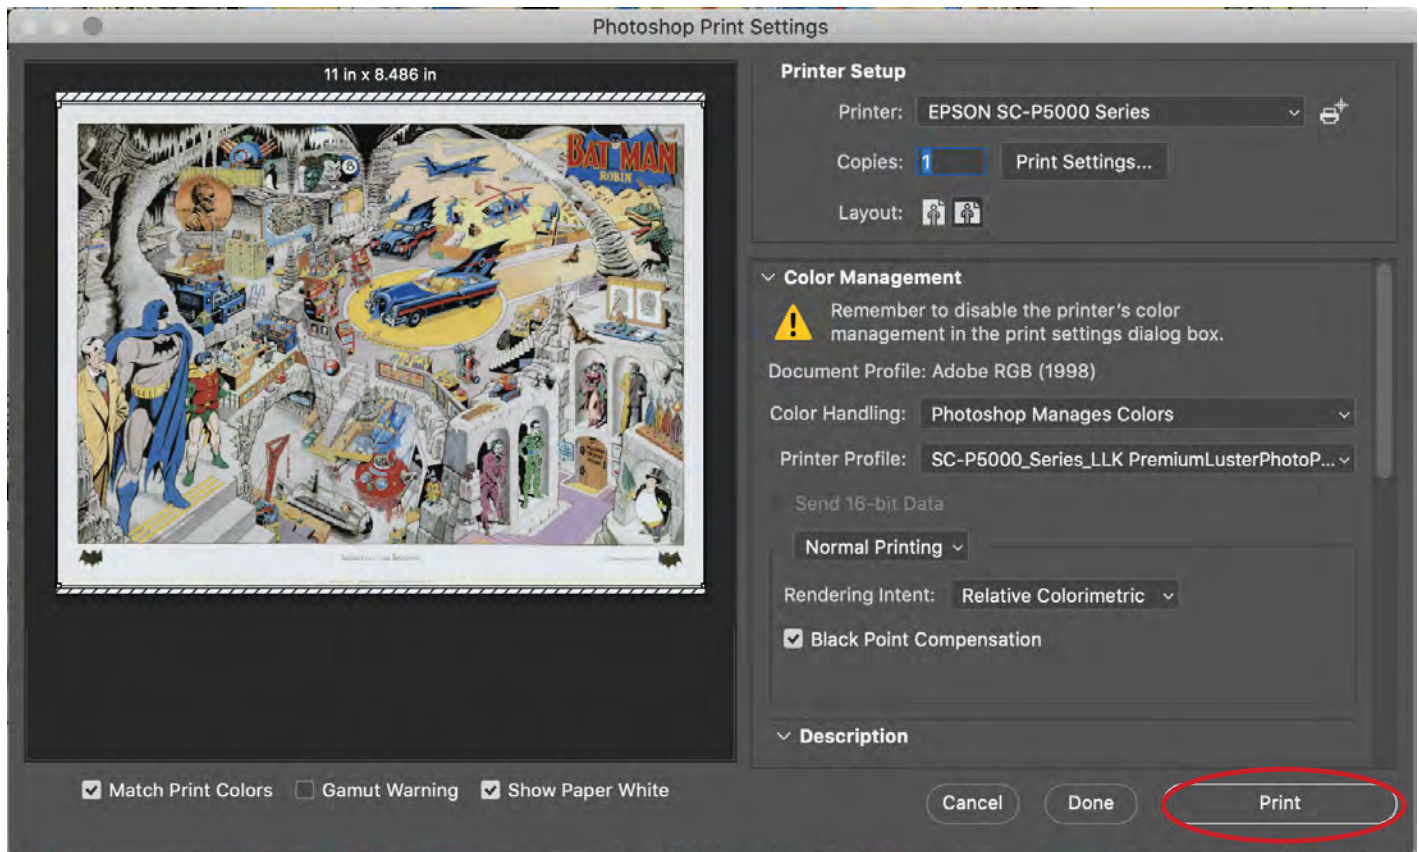 Photoshop Print Settings
11 in x 8.486 in
BATMAN
ROBIN
8
Printer Setup
Printer: EPSON SC-P5000 Series
Copies: 1 Print Settings...
Layout:
Color Management
Remember to disable the printer's color
management in the print settings dialog box.
Document Profile: Adobe RGB (1998)
Color Handling: Photoshop Manages Colors
Printer Profile: SC-P5000_Series_LLK PremiumLusterPhotoP...
Send 16-bit Data
Normal Printing
Rendering Intent: Relative Colorimetric
Black Point Compensation
Description
Match Print Colors Gamut Warning Show Paper White
Cancel Done Print